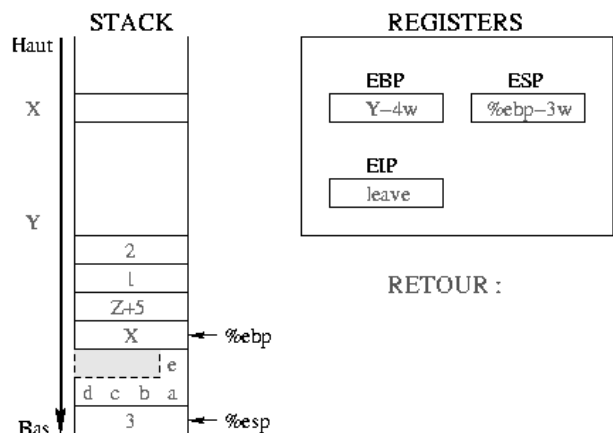 STACK
Haut
X
Y
2
1
Z+5
X
%ebp
e
d c b a
3
%esp
Bas
REGISTERS
EBP
ESP
Y−4w
%ebp−3w
EIP
leave
RETOUR :